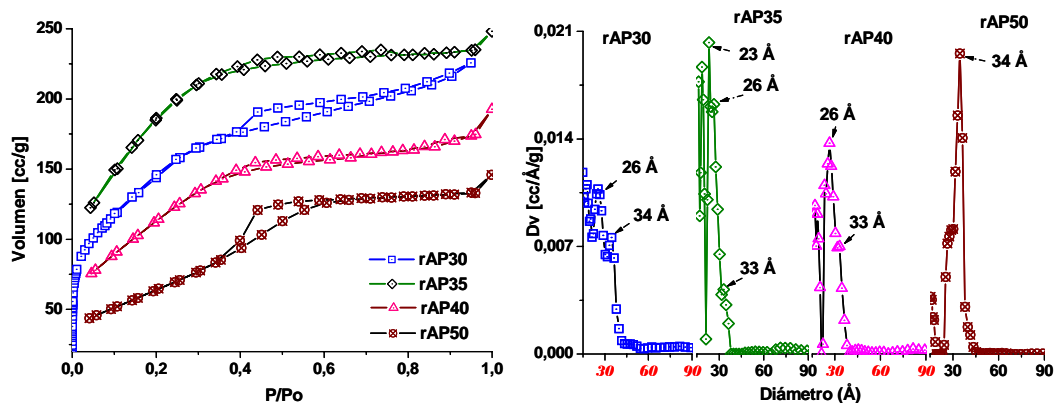 250
200
150
100
50
0,0
0,2
0,4
0,6
0,8
1,0
Volumen [cc/g]
P/Po
rAP30
rAP35
rAP40
rAP50
0,021
0,014
0,007
0,000
Dv [cc/Å/g]
rAP30
rAP35
rAP40
rAP50
26 Å
34 Å
23 Å
26 Å
33 Å
26 Å
33 Å
34 Å
30
60
90
30
60
90
30
60
90
30
60
90
Diámetro (Å)